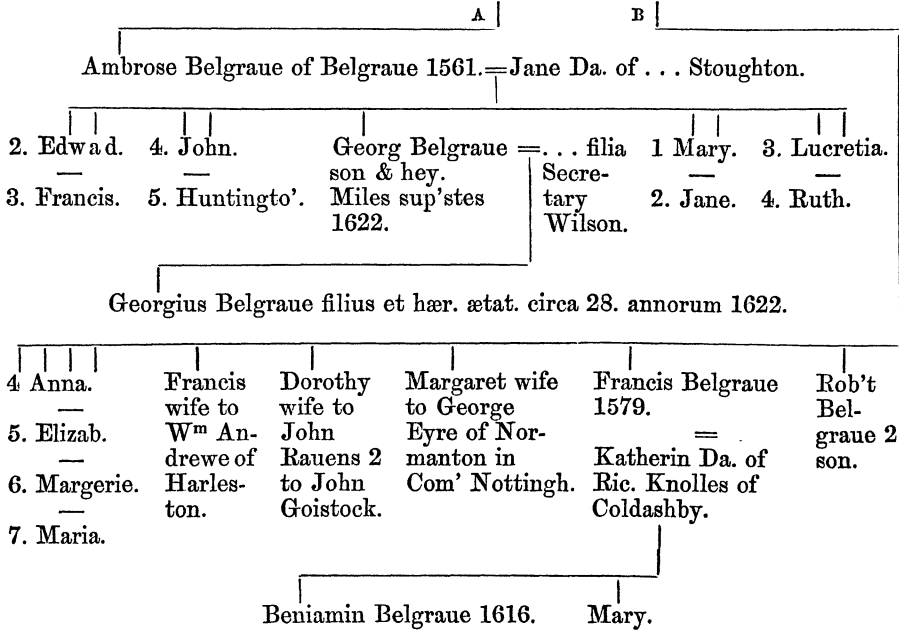 A B
Ambrose Belgraue of Belgraue 1561.=Jane Da. of . . . Stoughton.
2. Edwad. 4. John. Georg Belgraue =. . . filia 1 Mary. 3. Lucretia.
son & hey. Secre-
3. Francis. 5. Huntingto'. Miles sup'stes tary 2. Jane. 4. Ruth.
1622. Wilson.
Georgius Belgraue filius et hær. ætat. circa 28. annorum 1622.
4 Anna. Francis Dorothy Margaret wife Francis Belgraue Rob't
wife to wife to to George 1579. Bel-
5. Elizab. Wm An- John Eyre of Nor- = graue 2
drewe of Rauens 2 manton in Katherin Da. of son.
6. Margerie. Harles- to John Com' Nottingh. Ric. Knolles of
ton. Goistock. Coldashby.
7. Maria.
Beniamin Belgraue 1616. Mary.